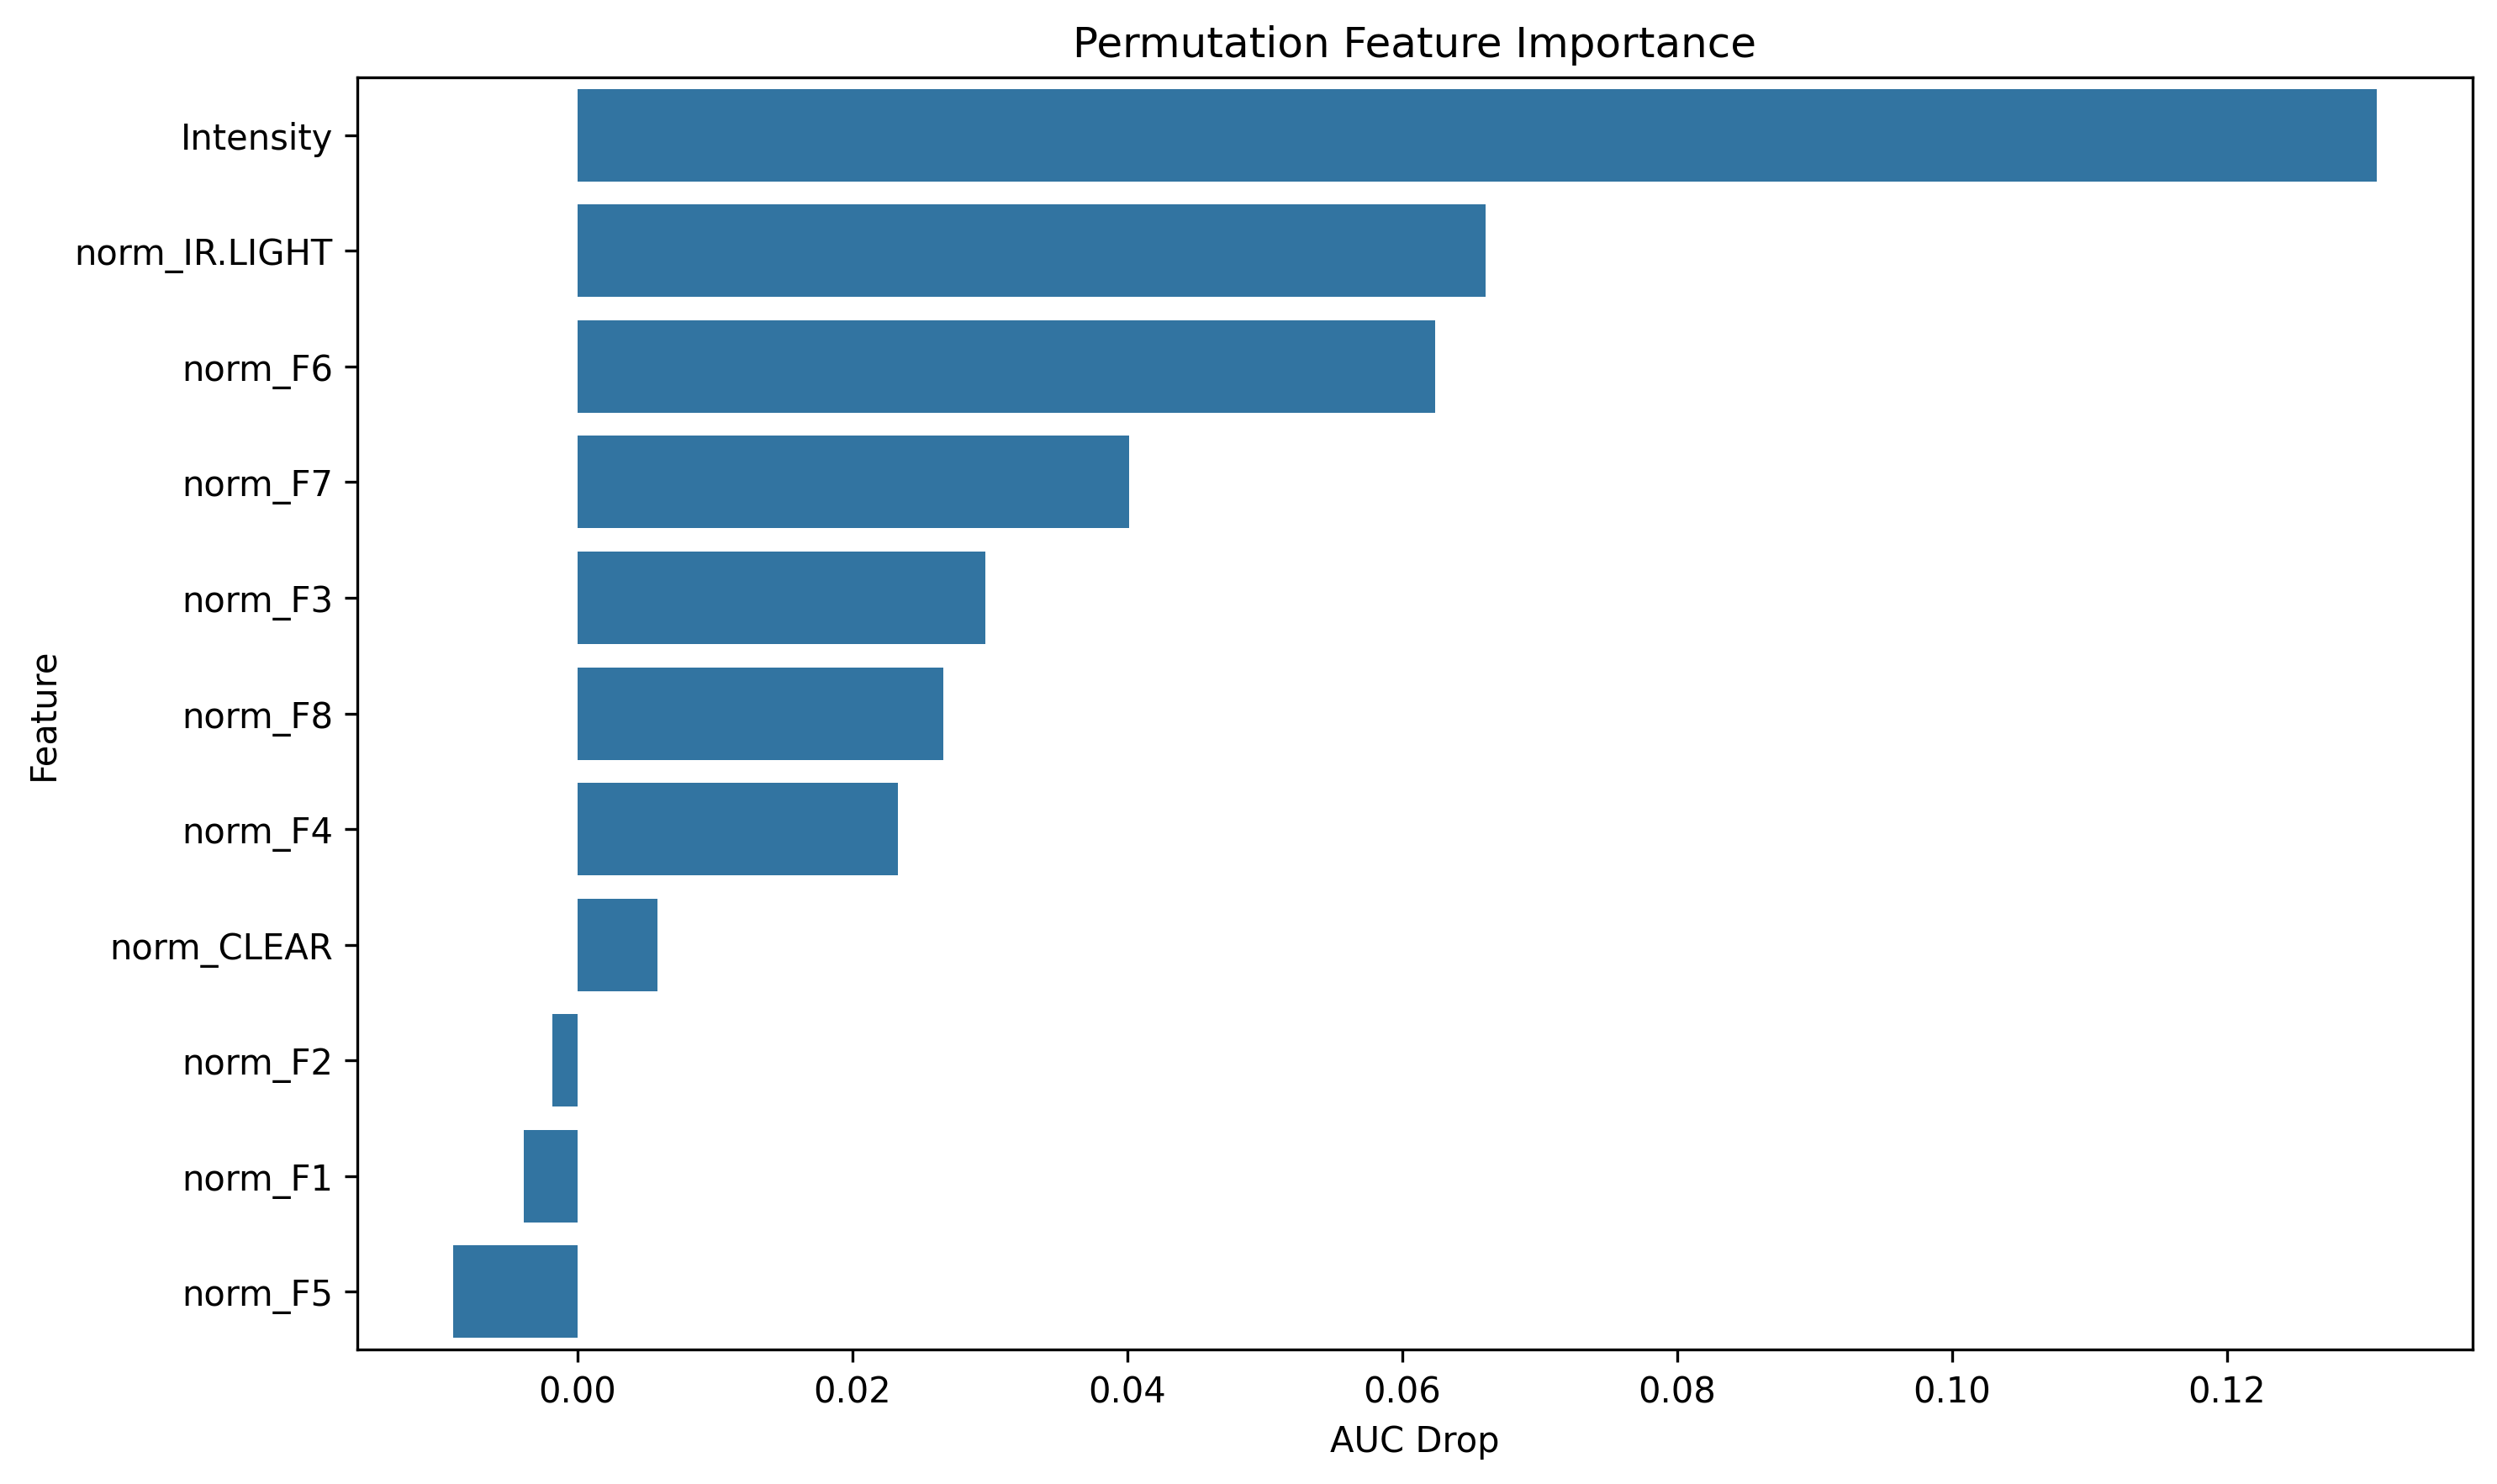 Permutation Feature Importance
Feature
Intensity
norm_IR.LIGHT
norm_F6
norm_F7
norm_F3
norm_F8
norm_F4
norm_CLEAR
norm_F2
norm_F1
norm_F5
0.00 0.02 0.04 0.06 0.08 0.10 0.12
AUC Drop